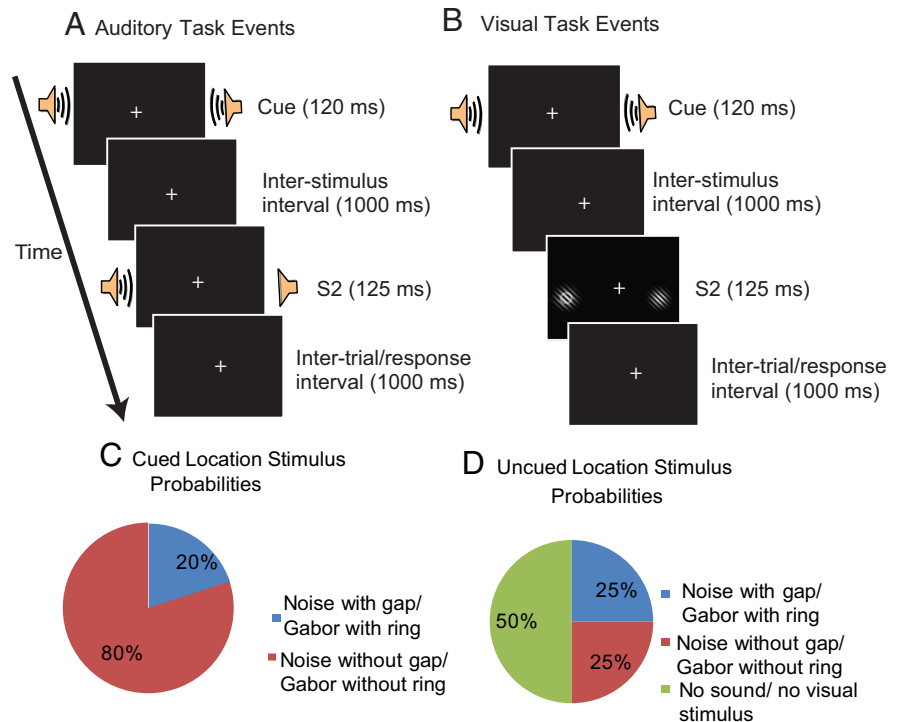 A Auditory Task Events
Cue (120 ms)
Inter-stimulus
interval (1000 ms)
Time
S2 (125 ms)
Inter-trial/response
interval (1000 ms)
B Visual Task Events
Cue (120 ms)
Inter-stimulus
interval (1000 ms)
S2 (125 ms)
Inter-trial/response
interval (1000 ms)
C Cued Location Stimulus
Probabilities
20%
80%
Noise with gap/
Gabor with ring
Noise without gap/
Gabor without ring
D Uncued Location Stimulus
Probabilities
25%
50%
25%
Noise with gap/
Gabor with ring
Noise without gap/
Gabor without ring
No sound/ no visual
stimulus